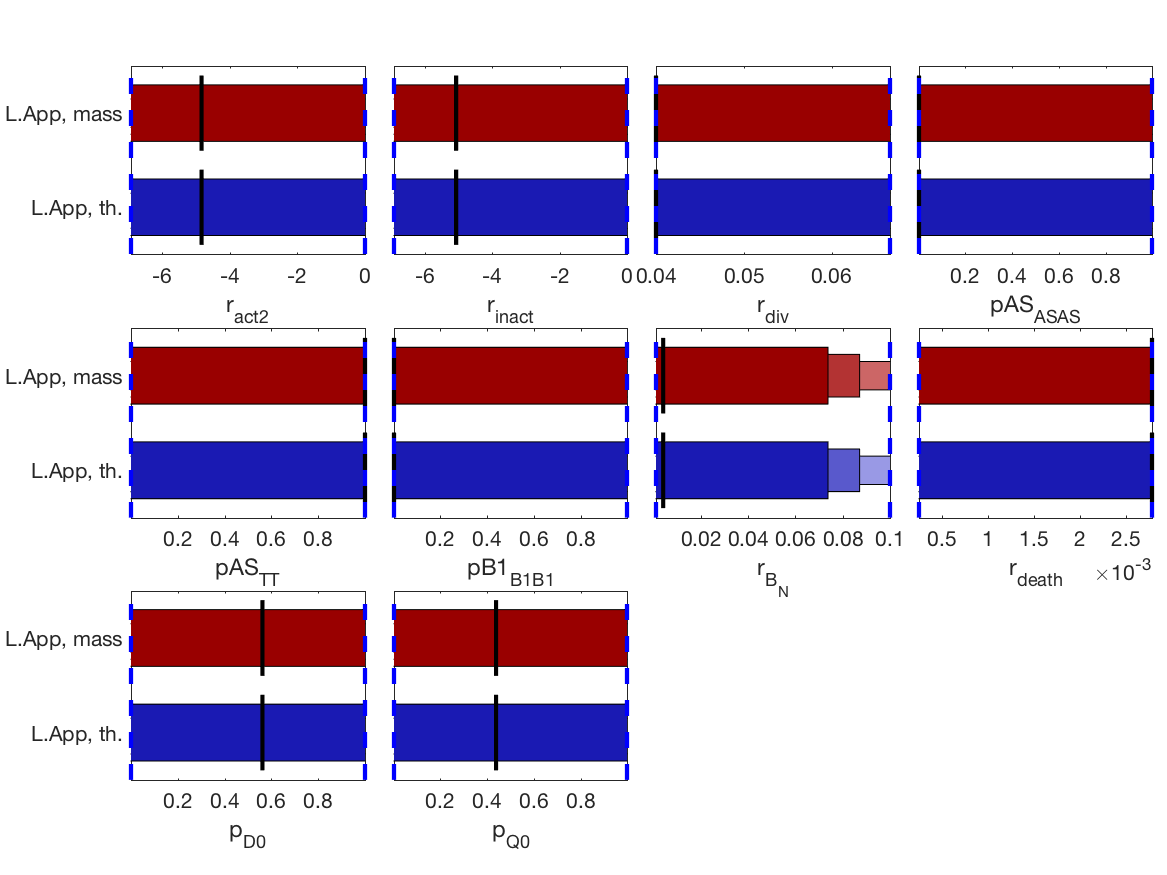 L.App, mass
L.App, th.
-6 -4 -2 0
r_act2
-6 -4 -2 0
r_inact
0.04 0.05 0.06
r_div
0.2 0.4 0.6 0.8
pAS_ASAS
L.App, mass
L.App, th.
0.2 0.4 0.6 0.8
pAS_TT
0.2 0.4 0.6 0.8
pB1_B1B1
0.02 0.04 0.06 0.08 0.1
r_B_N
0.5 1 1.5 2 2.5
r_death ×10^-3
L.App, mass
L.App, th.
0.2 0.4 0.6 0.8
p_D0
0.2 0.4 0.6 0.8
p_Q0